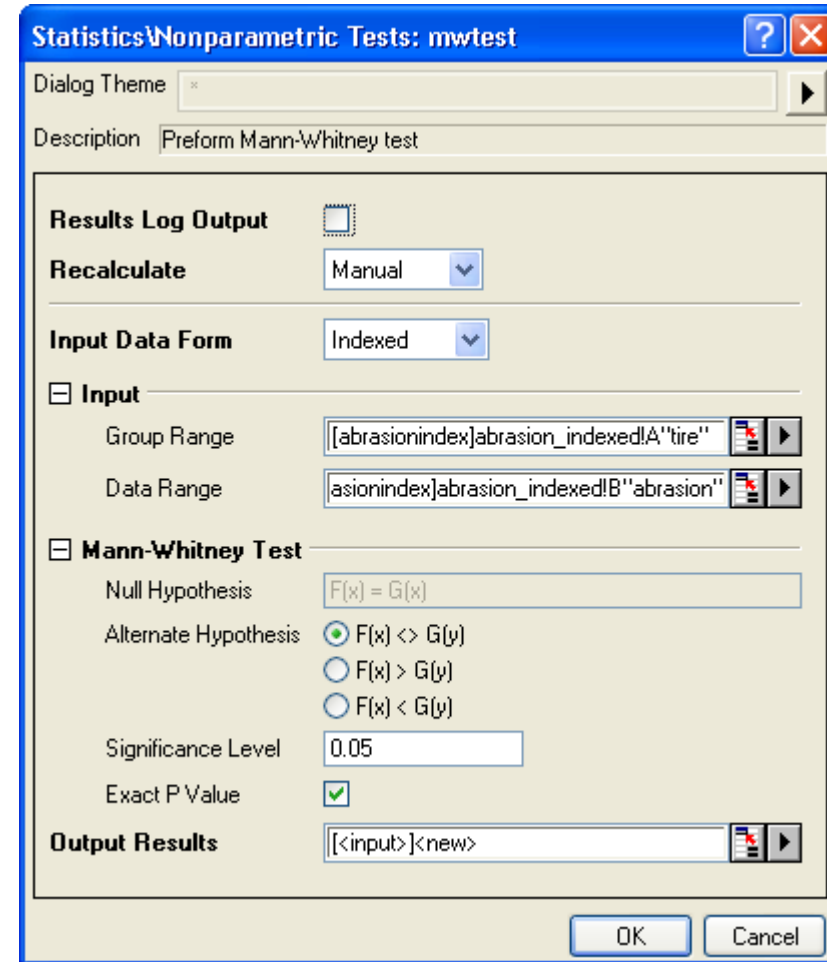 Statistics\Nonparametric Tests: mwtest
Dialog Theme *
Description Preform Mann-Whitney test
Results Log Output
Recalculate Manual
Input Data Form Indexed
Input
Group Range [abrasionindex]abrasion_indexed!A"tire"
Data Range asionindex]abrasion_indexed!B"abrasion"
Mann-Whitney Test
Null Hypothesis F(x) = G(x)
Alternate Hypothesis F(x) <> G(y)
F(x) > G(y)
F(x) < G(y)
Significance Level 0.05
Exact P Value
Output Results [<input>]<new>
OK Cancel